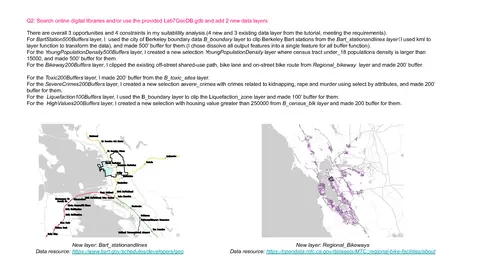 Q2: Search online digital libraries and/or use the provided Lab7GeoDB.gdb and add 2 new data layers
There are overall 3 opportunities and 4 constraints in my suitability analysis.(4 new and 3 existing data layer from the tutorial, meeting the requirements).
For BartStation500Buffers layer, I used the city of Berkeley boundary data B_boundary layer to clip Berkeley Bart stations from the Bart_stationandlines layer(I used kml to
layer function to transform the data), and made 500' buffer for them.(I chose dissolve all output features into a single feature for all buffer function).
For the YoungPopulationDensity500Buffers layer, I created a new selection Young_population_density layer where census tract under_18 populations density is larger than
15000, and made 500' buffer for them.
For the Bikeway200Buffers layer, I clipped the existing off-street shared-use path, bike lane and on-street bike route from Regional_bikeway layer and made 200' buffer.
For the Toxic200Buffers layer, I made 200' buffer from the B_toxic_sites layer.
For the SevereCrimes200Buffers layer, I created a new selection severe_crimes with crimes related to kidnapping, rape and murder using select by attributes, and made 200'
buffer for them.
For the Liquefaction100Buffers layer, I used the B_boundary layer to clip the Liquefaction_zone layer and made 100' buffer for them.
For the HighValues200Buffers layer, I created a new selection with housing value greater than 250000 from B_census_blk layer and made 200 buffer for them.
New layer: Bart_stationandlines
Data resource: https://www.bart.gov/schedules/developers/geo
New layer: Regional_Bikeways
Data resource: https://opendata.mtc.ca.gov/datasets/MTC::regional-bike-facilities/about